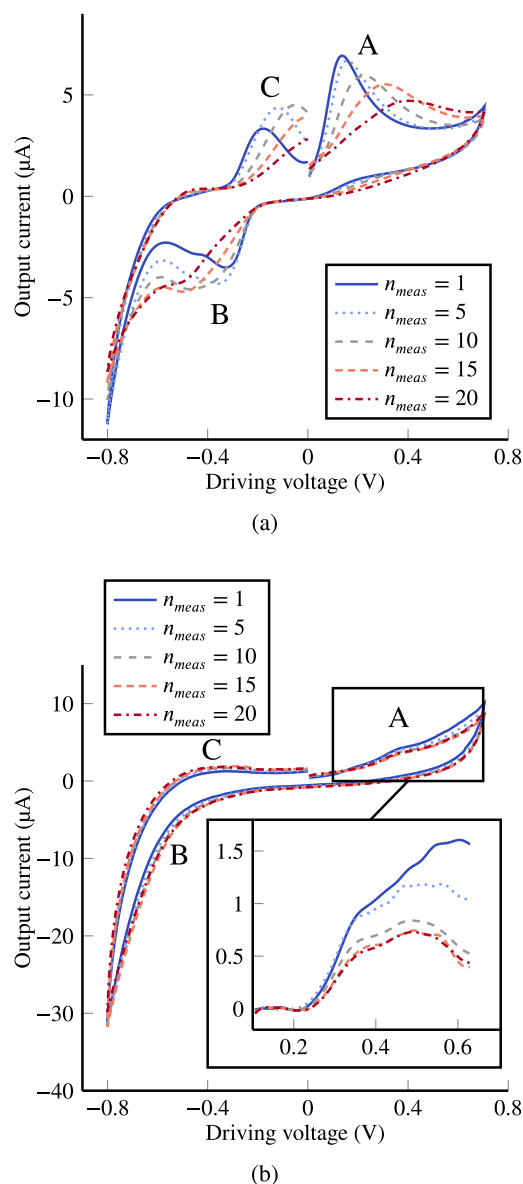 A
C
B
5
0
−5
−10
Output current (μA)
n_meas = 1
n_meas = 5
n_meas = 10
n_meas = 15
n_meas = 20
−0.8
−0.4
0
0.4
0.8
Driving voltage (V)
(a)
n_meas = 1
n_meas = 5
n_meas = 10
n_meas = 15
n_meas = 20
A
C
B
10
0
−10
−20
−30
−40
Output current (μA)
1.5
1
0.5
0
0.2
0.4
0.6
−0.8
−0.4
0
0.4
0.8
Driving voltage (V)
(b)